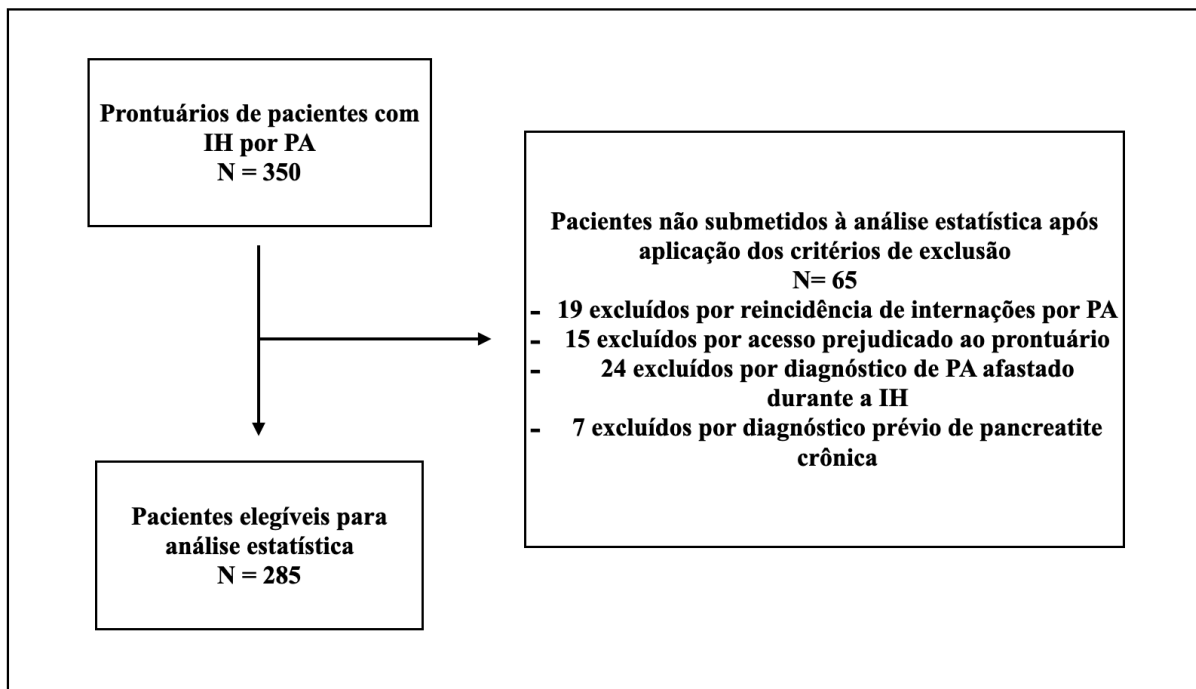 Prontuários de pacientes com
IH por PA
N = 350
Pacientes não submetidos à análise estatística após
aplicação dos critérios de exclusão
N= 65
- 19 excluídos por reincidência de internações por PA
- 15 excluídos por acesso prejudicado ao prontuário
- 24 excluídos por diagnóstico de PA afastado
durante a IH
- 7 excluídos por diagnóstico prévio de pancreatite
crônica
Pacientes elegíveis para
análise estatística
N = 285